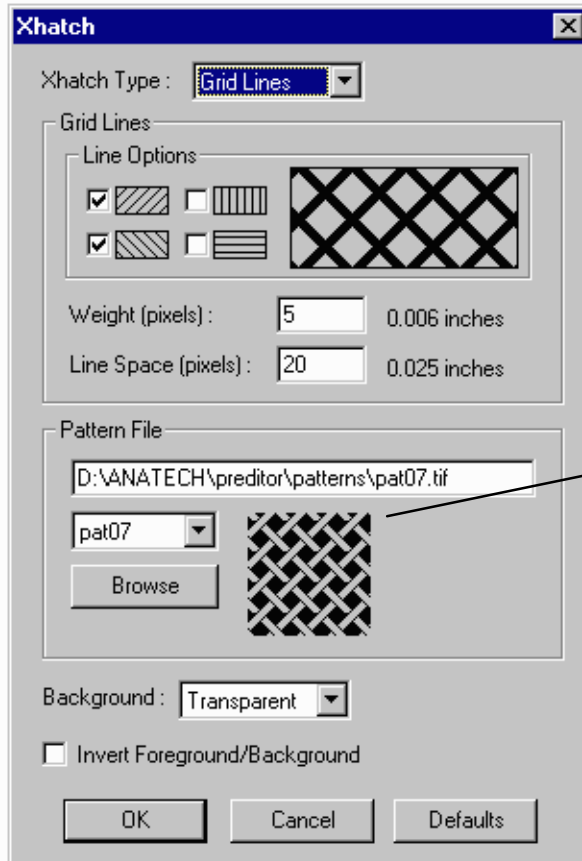 Xhatch
Xhatch Type : Grid Lines
Grid Lines
Line Options
Weight (pixels) : 5 0.006 inches
Line Space (pixels) : 20 0.025 inches
Pattern File
D:\ANATECH\preditor\patterns\pat07.tif
pat07
Browse
Background : Transparent
Invert Foreground/Background
OK Cancel Defaults